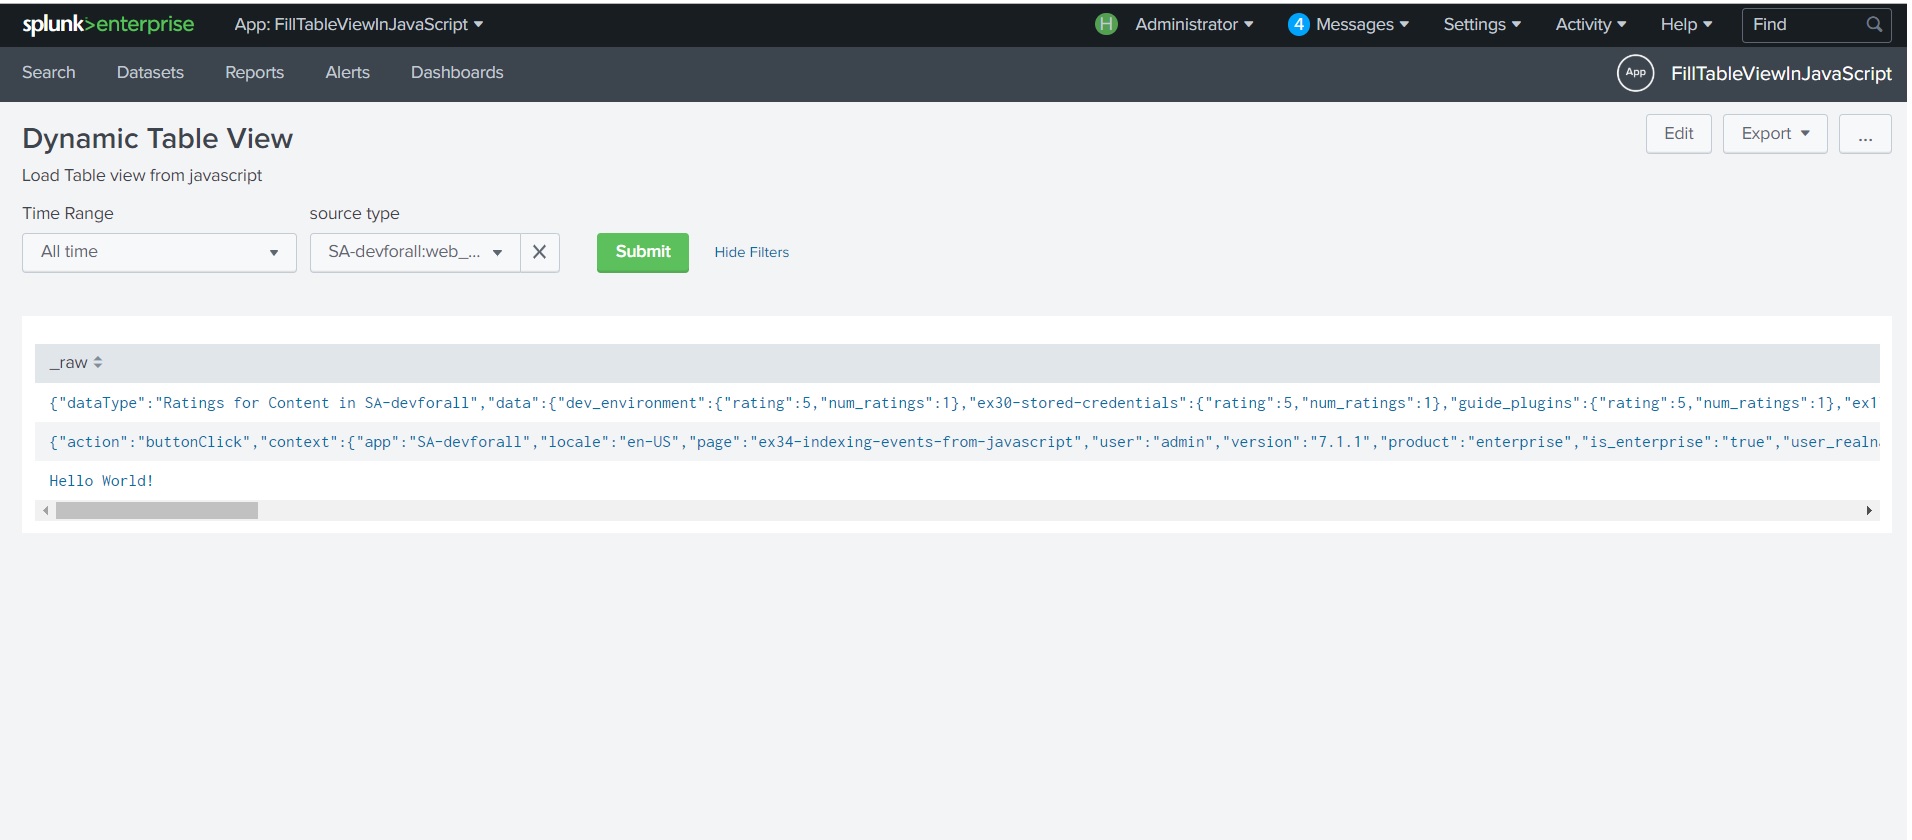 splunk>enterprise App: FillTableViewInJavaScript H Administrator 4 Messages Settings Activity Help Find
Search Datasets Reports Alerts Dashboards App FillTableViewInJavaScript
Dynamic Table View Edit Export ...
Load Table view from javascript
Time Range source type
All time SA-devforall:web_... X Submit Hide Filters
_raw
{"dataType":"Ratings for Content in SA-devforall","data":{"dev_environment":{"rating":5,"num_ratings":1},"ex30-stored-credentials":{"rating":5,"num_ratings":1},"guide_plugins":{"rating":5,"num_ratings":1},"ex1
{"action":"buttonClick","context":{"app":"SA-devforall","locale":"en-US","page":"ex34-indexing-events-from-javascript","user":"admin","version":"7.1.1","product":"enterprise","is_enterprise":"true","user_realna
Hello World!